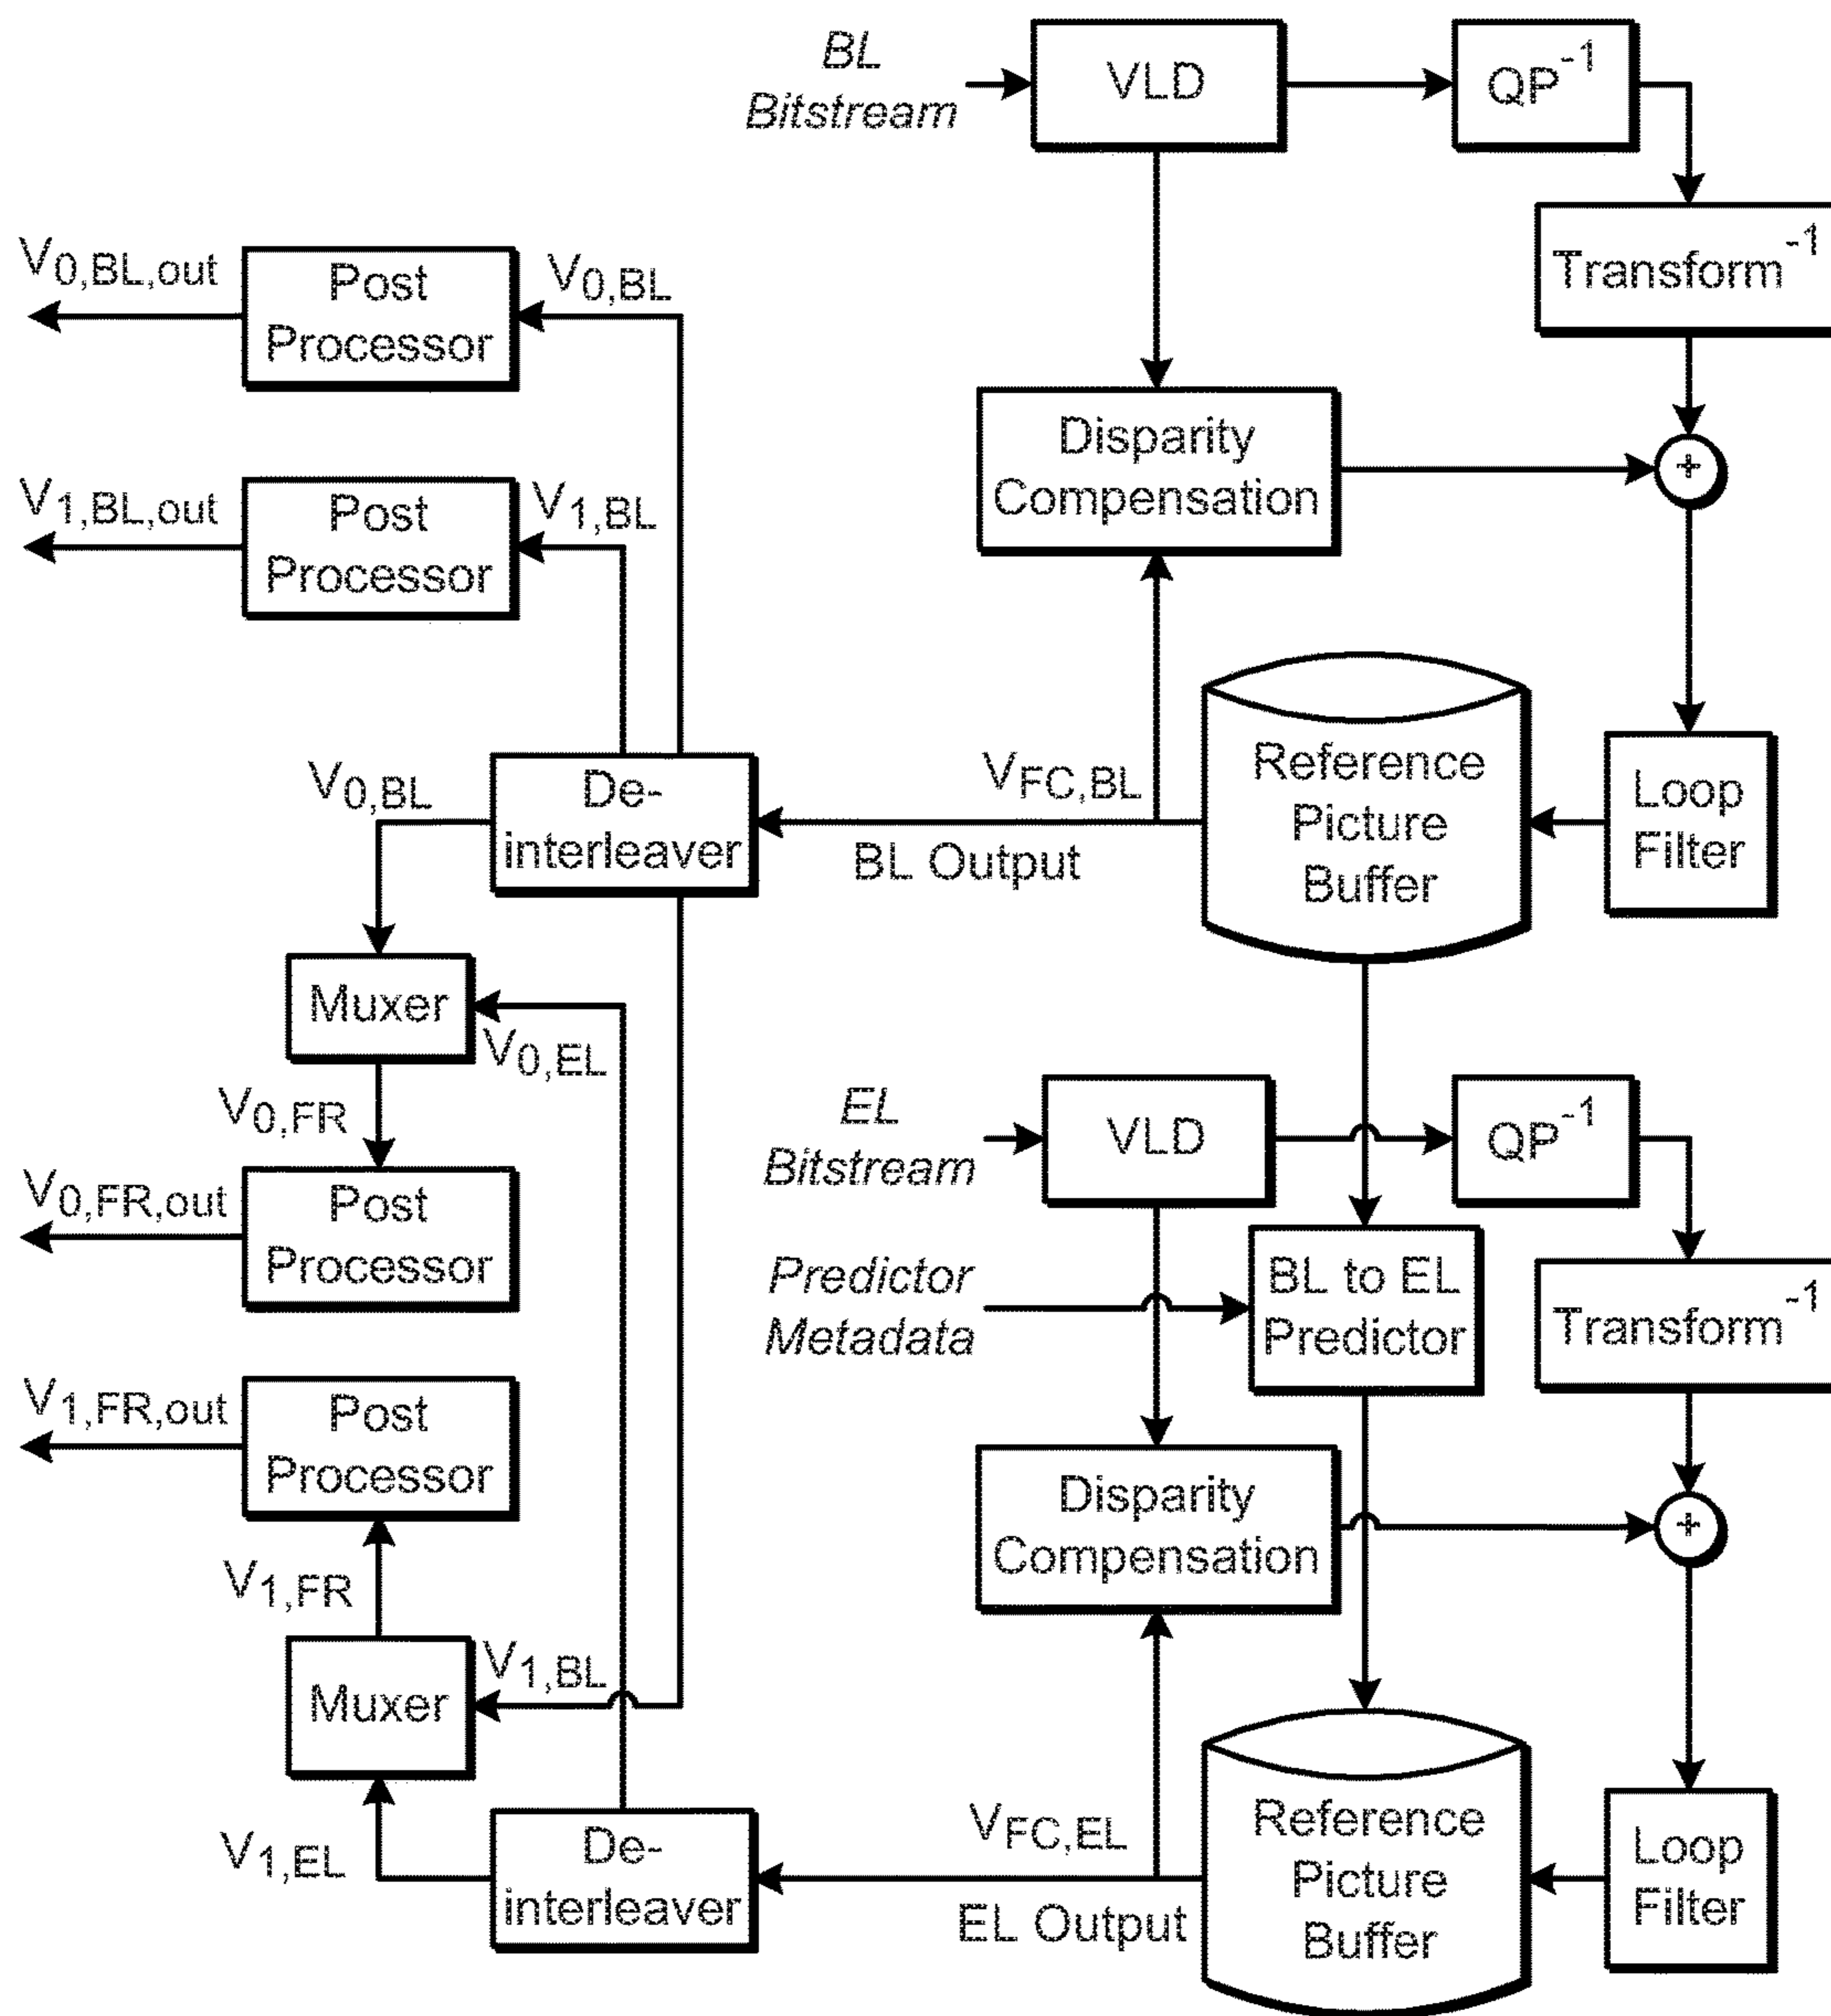 BL
Bitstream
VLD
QP-1
Transform-1
V0,BL,out
Post
Processor
V0,BL
V1,BL,out
Post
Processor
V1,BL
Disparity
Compensation
+
V0,BL
De-
interleaver
VFC,BL
BL Output
Reference
Picture
Buffer
Loop
Filter
Muxer
V0,EL
V0,FR
EL
Bitstream
VLD
QP-1
V0,FR,out
Post
Processor
Predictor
Metadata
BL to EL
Predictor
Transform-1
V1,FR,out
Post
Processor
Disparity
Compensation
+
V1,FR
Muxer
V1,BL
V1,EL
De-
interleaver
VFC,EL
EL Output
Reference
Picture
Buffer
Loop
Filter